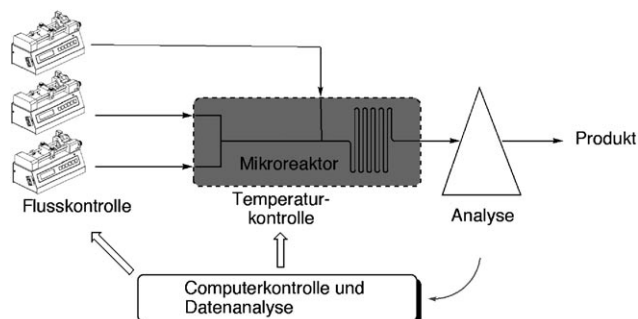 Mikroreaktor
Produkt
Flusskontrolle
Temperatur-
kontrolle
Analyse
Computerkontrolle und
Datenanalyse